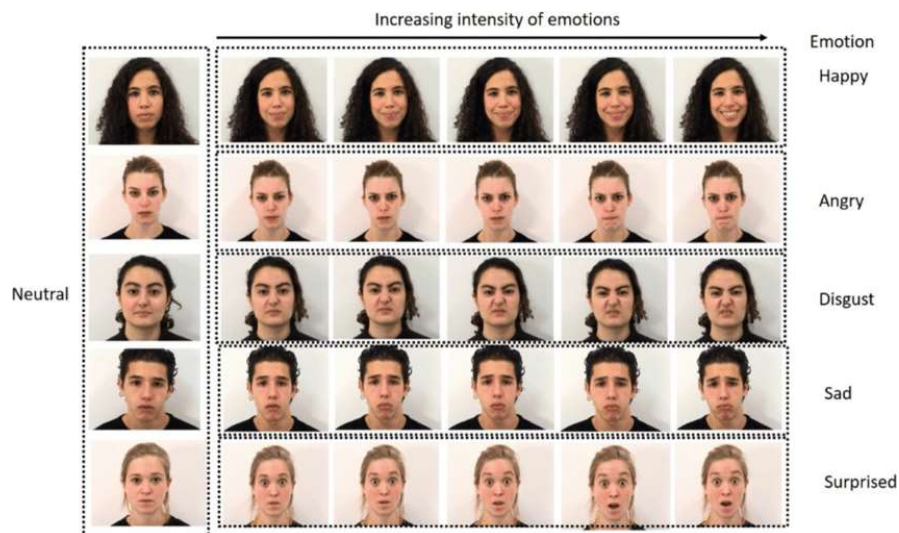 Increasing intensity of emotions
Emotion
Happy
Angry
Neutral
Disgust
Sad
Surprised